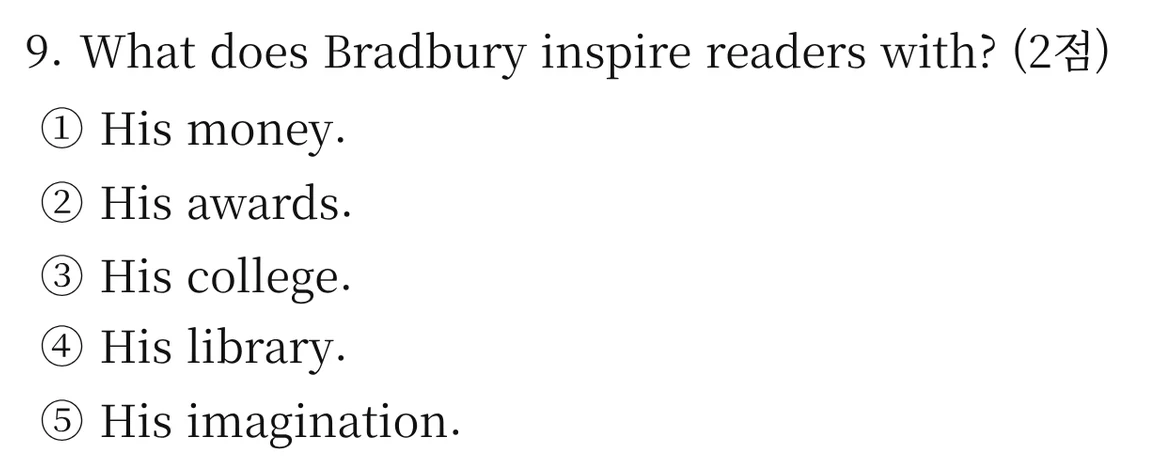 9. What does Bradbury inspire readers with? (2점)
① His money.
② His awards.
③ His college.
④ His library.
⑤ His imagination.